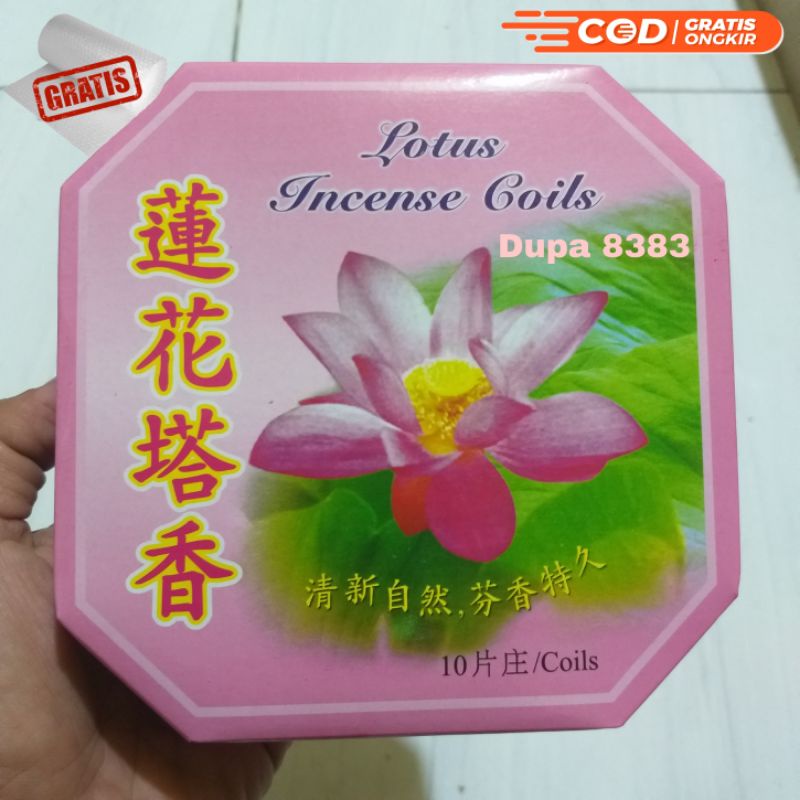 GRATIS
COD
GRATIS
ONGKIR
Lotus
Incense Coils
Dupa 8383
蓮花塔香
清新自然,芬香特久
10片庄/Coils